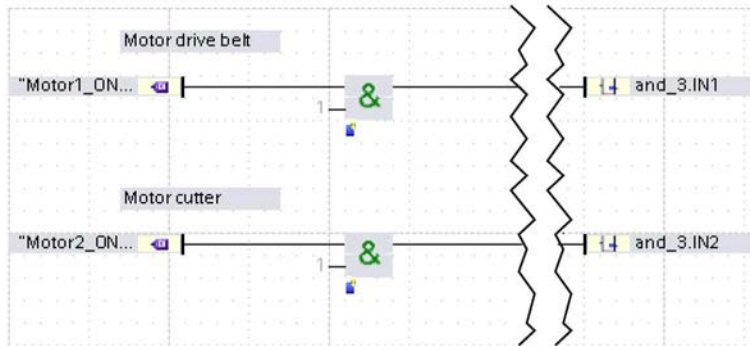 Motor drive belt
"Motor1_ON... and_3.IN1
&
1
Motor cutter
"Motor2_ON... and_3.IN2
&
1